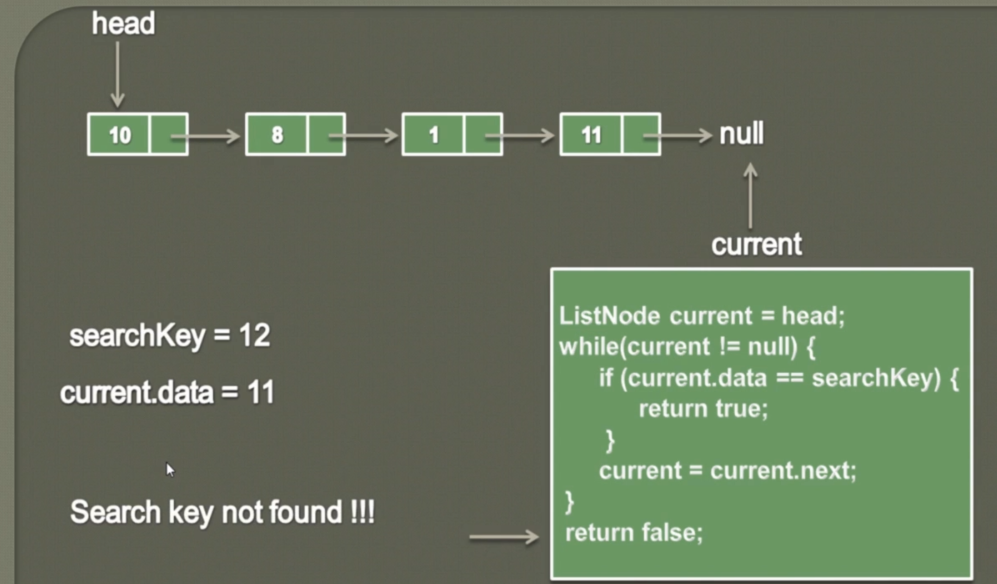 head
10 8 1 11 null
current
searchKey = 12
current.data = 11
Search key not found !!!
ListNode current = head;
while(current != null) {
if (current.data == searchKey) {
return true;
}
current = current.next;
}
return false;